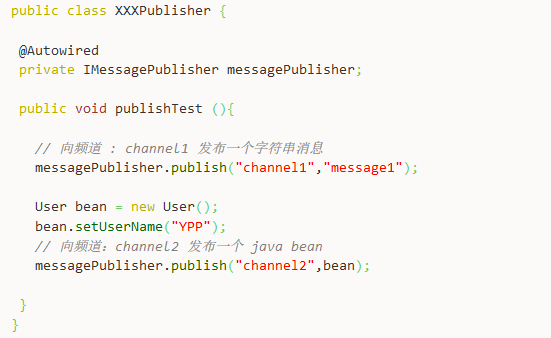 public class XXXPublisher {
@Autowired
private IMessagePublisher messagePublisher;
public void publishTest (){
// 向频道 : channel1 发布一个字符串消息
messagePublisher.publish("channel1","message1");
User bean = new User();
bean.setUserName("YPP");
// 向频道：channel2 发布一个 java bean
messagePublisher.publish("channel2",bean);
}
}